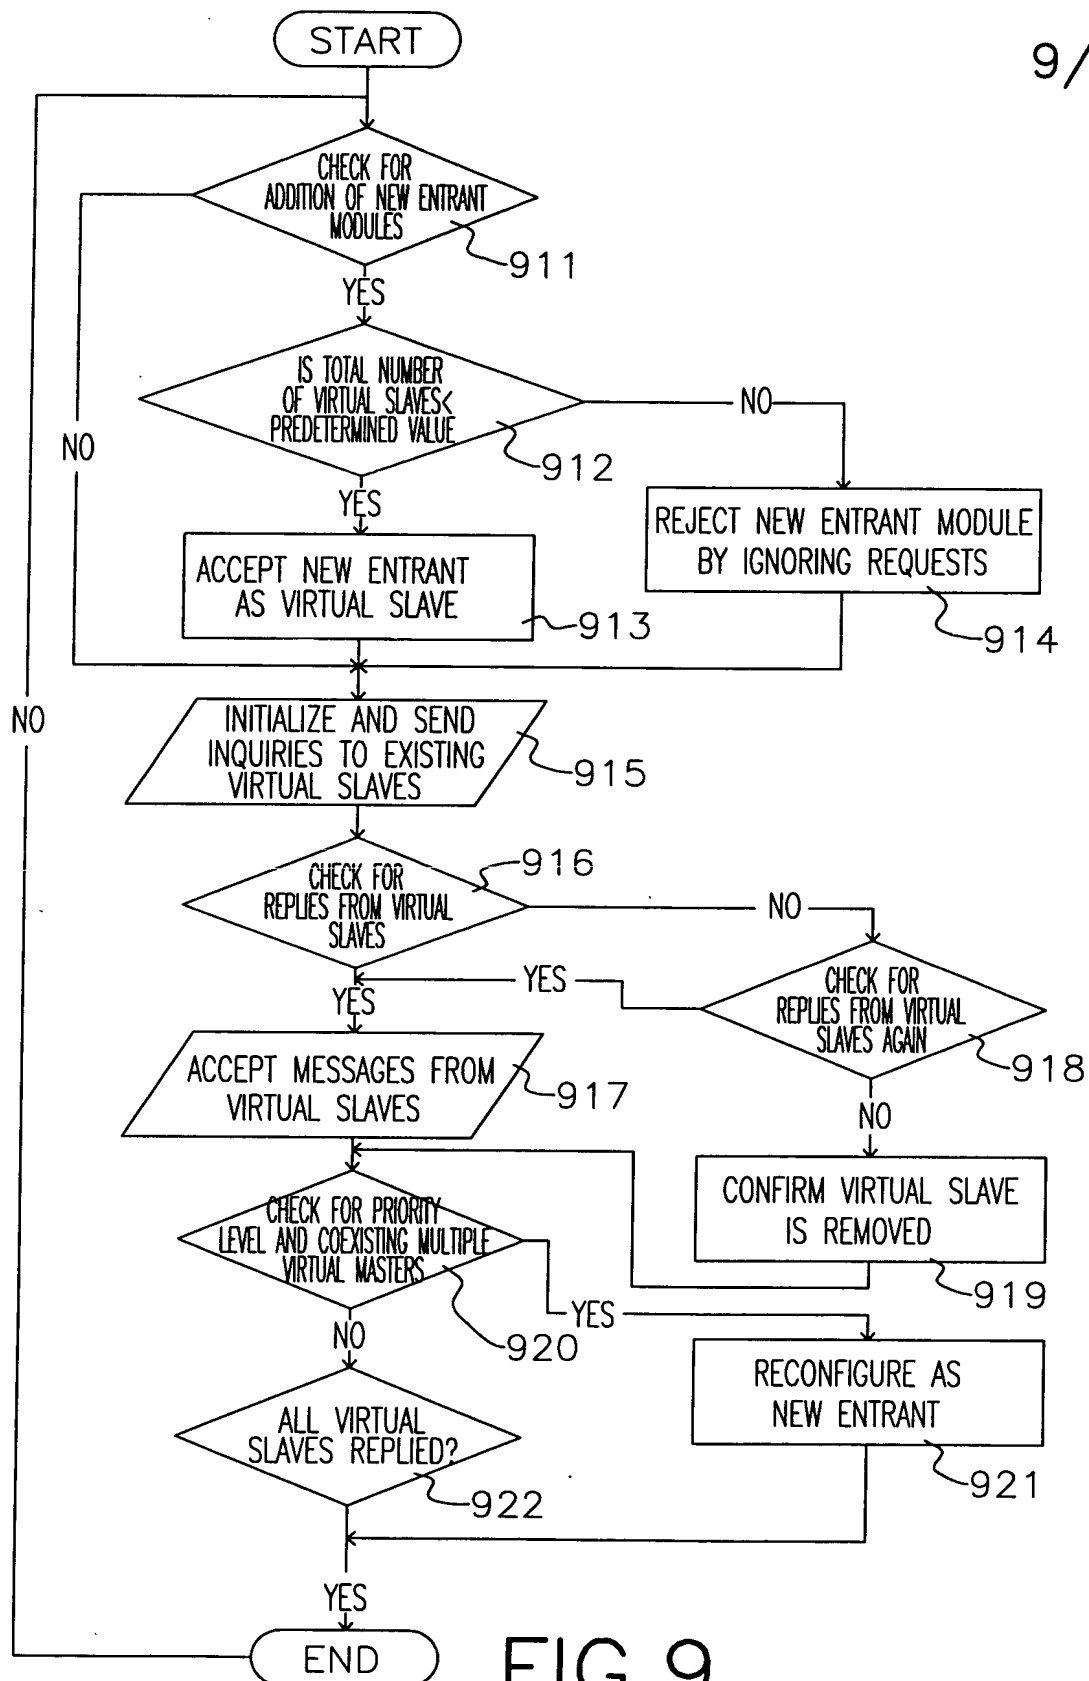 START
9/
CHECK FOR
ADDITION OF NEW ENTRANT
MODULES
911
YES
IS TOTAL NUMBER
OF VIRTUAL SLAVES<
PREDETERMINED VALUE
912
NO
NO
YES
ACCEPT NEW ENTRANT
AS VIRTUAL SLAVE
913
REJECT NEW ENTRANT MODULE
BY IGNORING REQUESTS
914
NO
INITIALIZE AND SEND
INQUIRIES TO EXISTING
VIRTUAL SLAVES
915
CHECK FOR
REPLIES FROM VIRTUAL
SLAVES
916
NO
YES
YES
CHECK FOR
REPLIES FROM VIRTUAL
SLAVES AGAIN
918
ACCEPT MESSAGES FROM
VIRTUAL SLAVES
917
NO
CONFIRM VIRTUAL SLAVE
IS REMOVED
919
CHECK FOR PRIORITY
LEVEL AND COEXISTING MULTIPLE
VIRTUAL MASTERS
920
YES
NO
RECONFIGURE AS
NEW ENTRANT
921
ALL VIRTUAL
SLAVES REPLIED?
922
YES
END
FIG 9